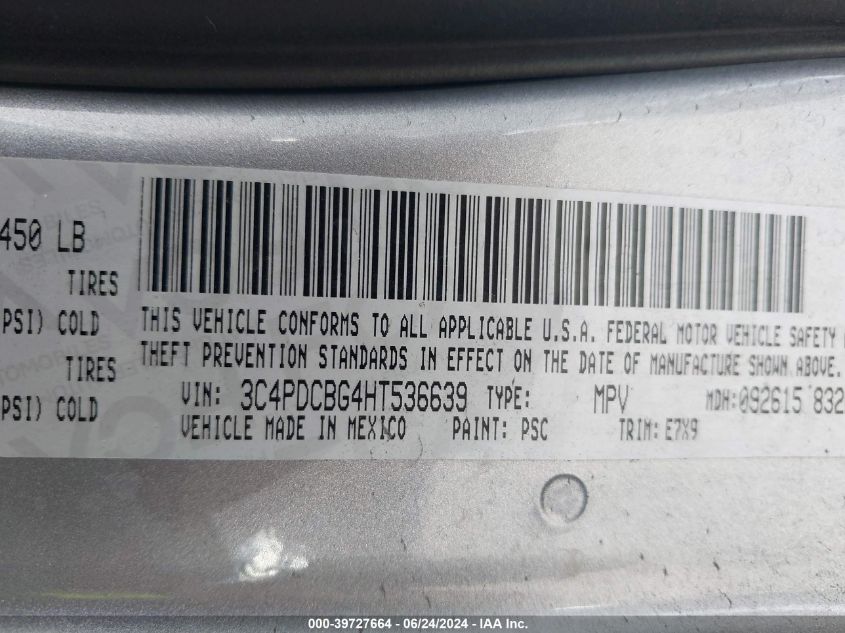 450 LB
TIRES
PSI) COLD
TIRES
PSI) COLD
THIS VEHICLE CONFORMS TO ALL APPLICABLE U.S.A. FEDERAL MOTOR VEHICLE SAFETY
THEFT PREVENTION STANDARDS IN EFFECT ON THE DATE OF MANUFACTURE SHOWN ABOVE.
VIN: 3C4PDCBG4HT536639 TYPE: MPV MDH:092615 832
VEHICLE MADE IN MEXICO PAINT: PSC TRIM: E7X9
000-39727664 - 06/24/2024 - IAA Inc.